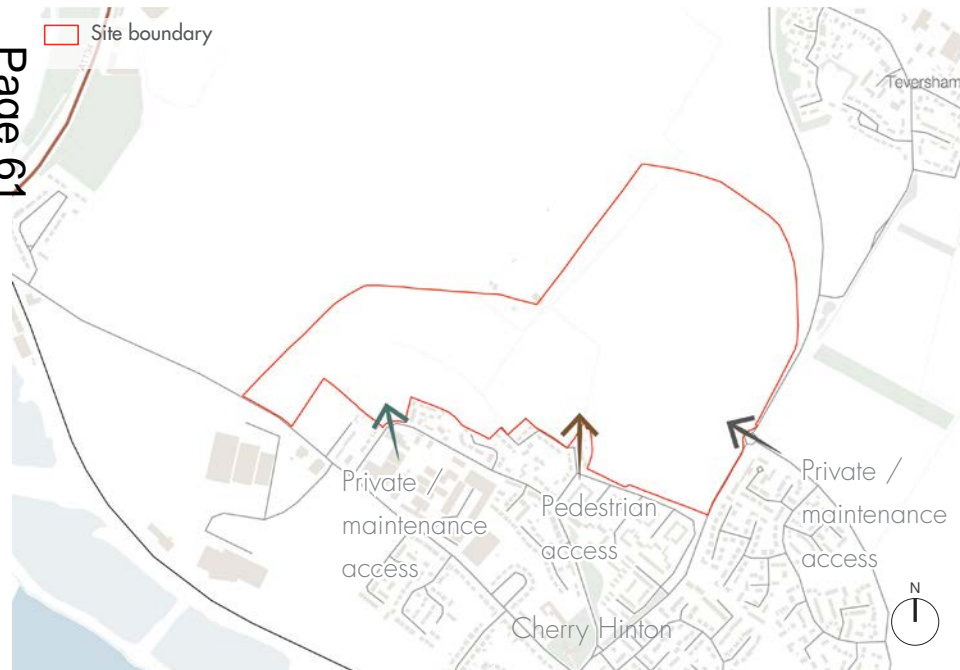 Site boundary
Page 61
Teversham
Private /
maintenance
access
Pedestrian
access
Private /
maintenance
access
Cherry Hinton
N